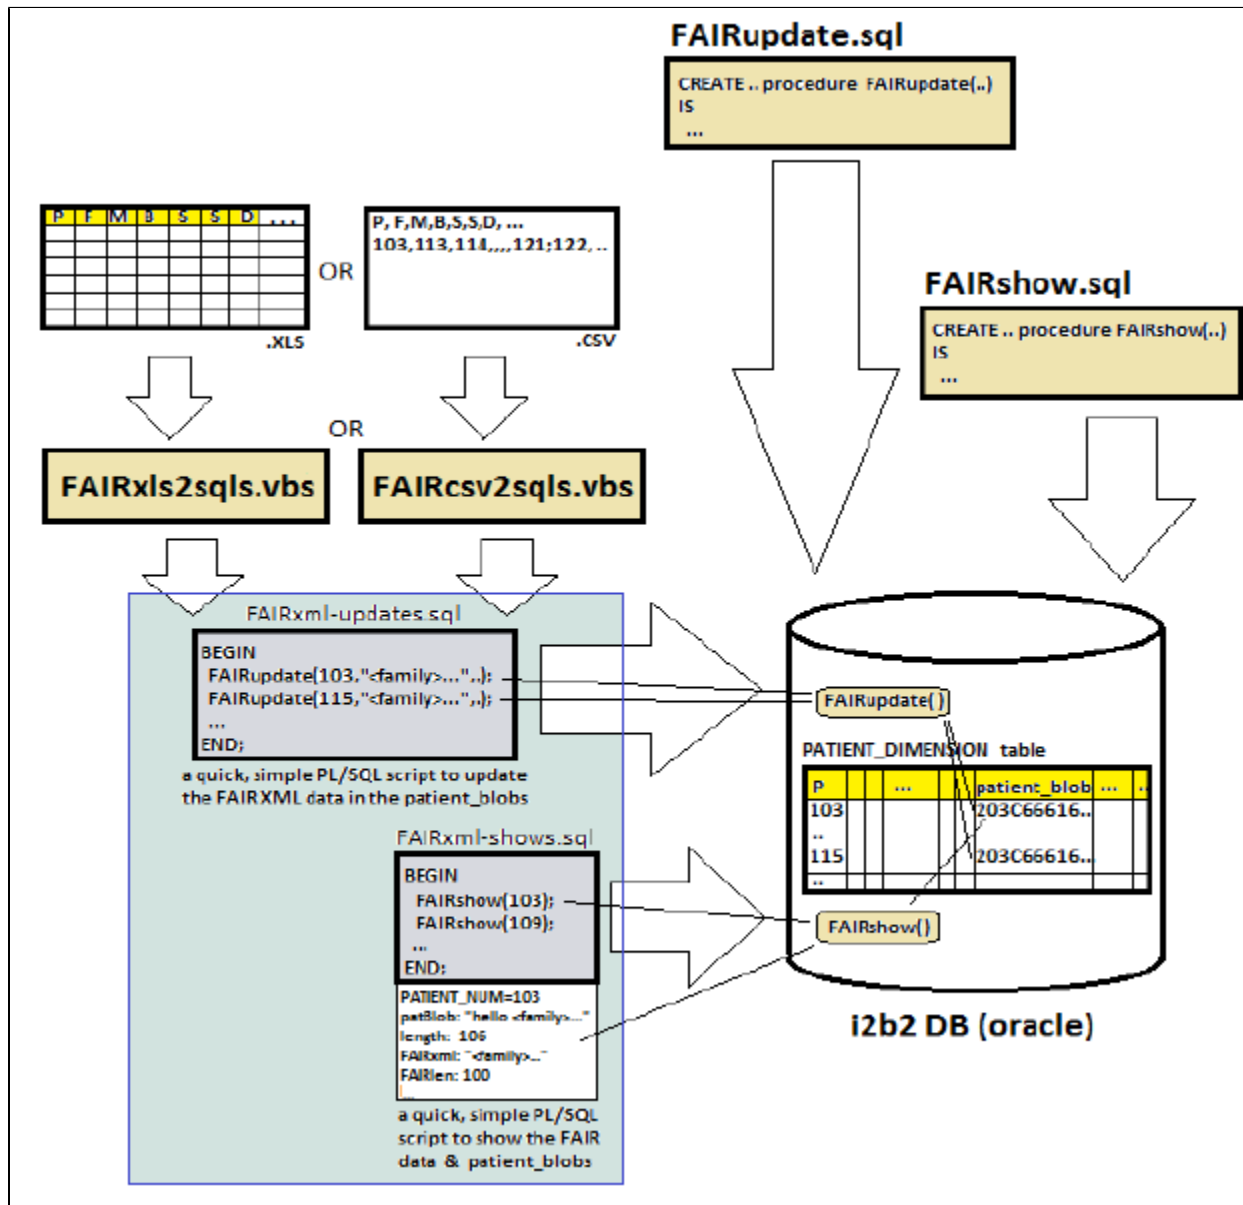 FAIRupdate.sql
CREATE .. procedure FAIRupdate(..)
IS
...
P F M B S S D ...
.XLS
OR
P, F,M,B,S,S,D, ...
103,113,114,,,,121;122, ..
.CSV
FAIRshow.sql
CREATE .. procedure FAIRshow(..)
IS
...
OR
FAIRxls2sqls.vbs
FAIRcsv2sqls.vbs
FAIRxml-updates.sql
BEGIN
FAIRupdate(103,"<family>...",..);
FAIRupdate(115,"<family>...",..);
...
END;
a quick, simple PL/SQL script to update
the FAIRXML data in the patient_blobs
FAIRxml-shows.sql
BEGIN
FAIRshow(103);
FAIRshow(109);
...
END;
PATIENT_NUM=103
patBlob: "hello <family>..."
length: 106
FAIRxml: "<family>..."
FAIRlen: 100
...
a quick, simple PL/SQL
script to show the FAIR
data & patient_blobs
FAIRupdate()
PATIENT_DIMENSION table
P ... patient_blob ... ..
103 203C66616..
..
115 203C66616...
..
FAIRshow()
i2b2 DB (oracle)